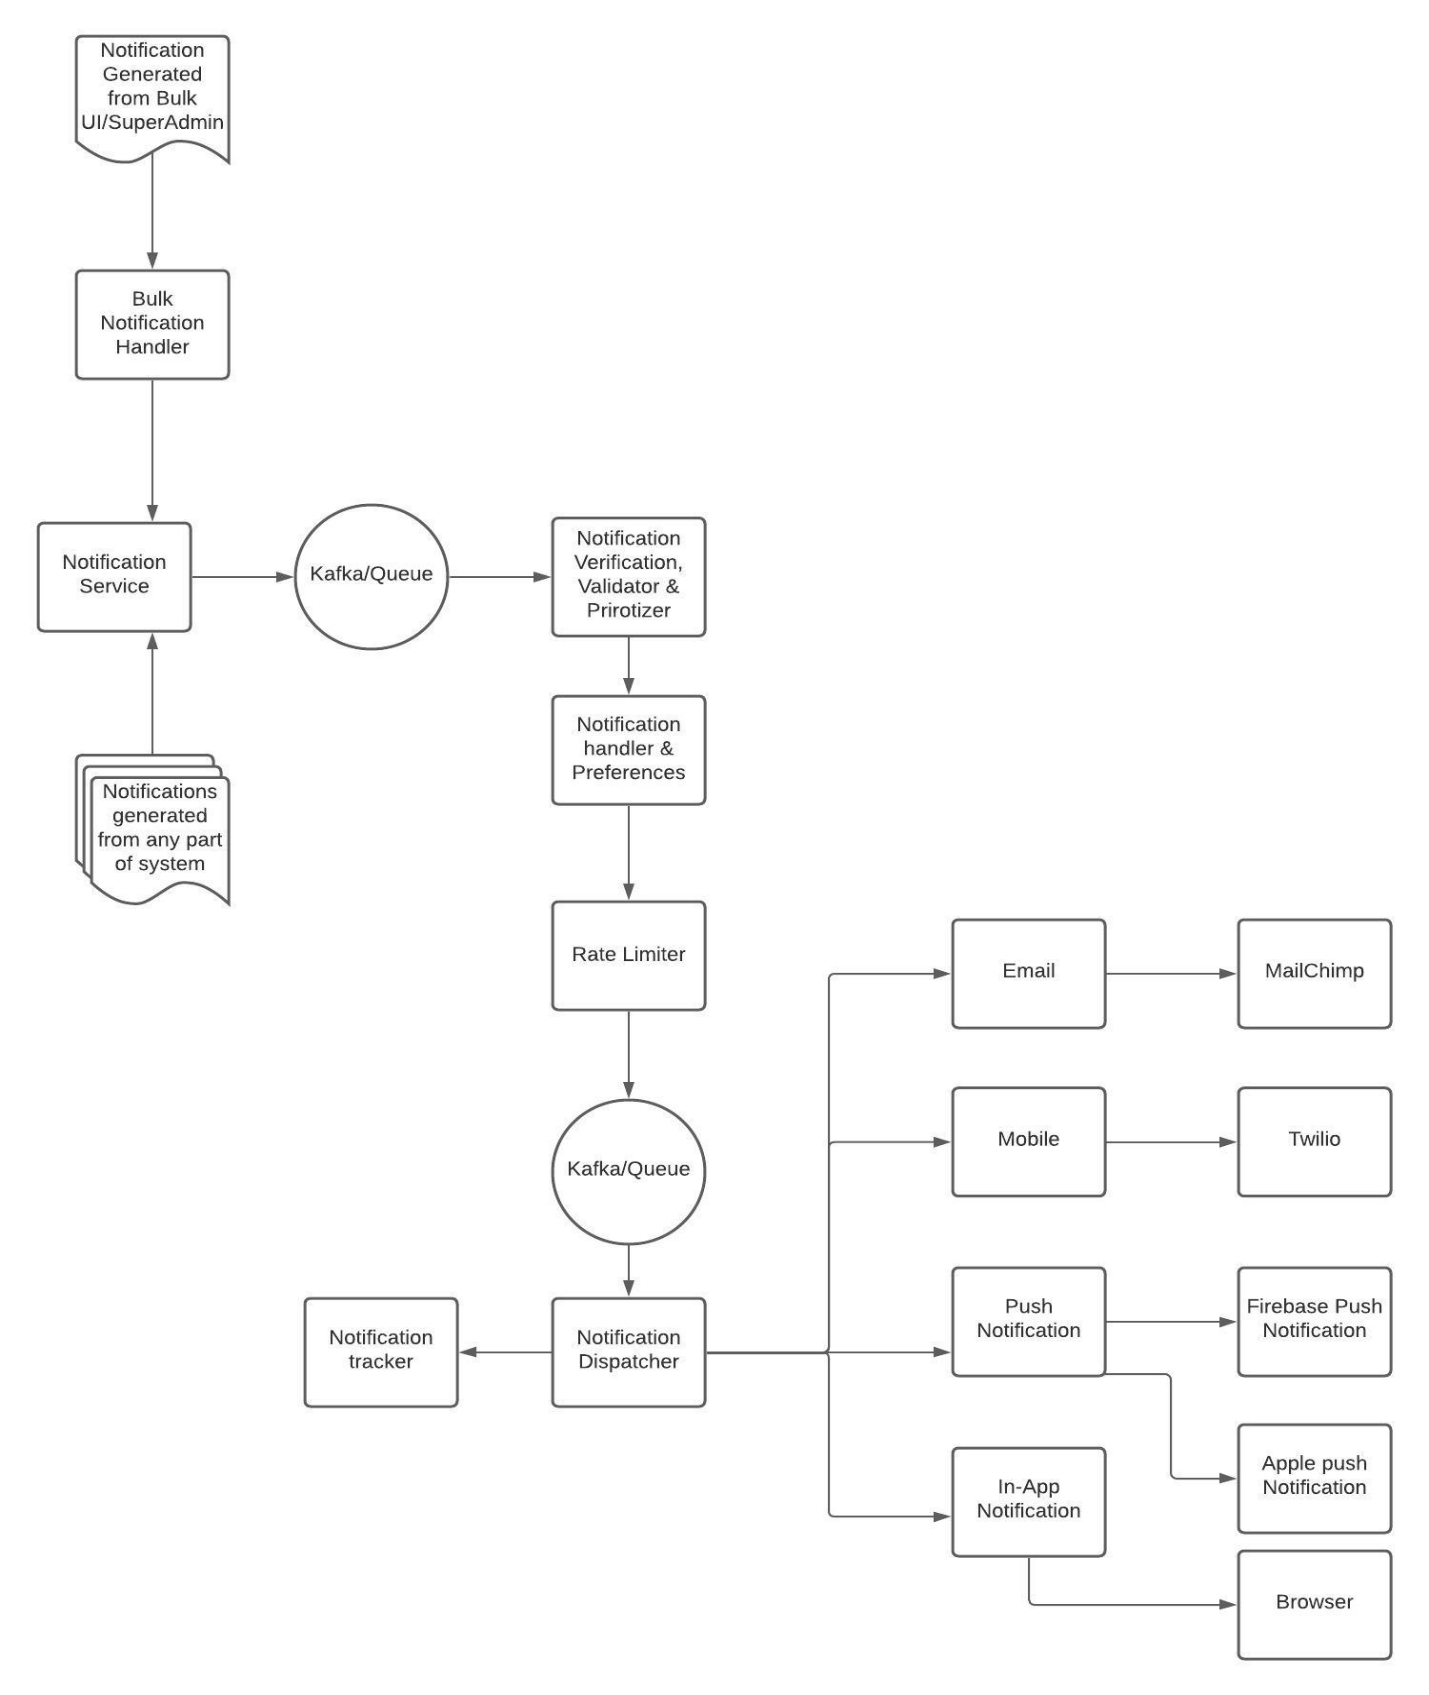 Notification
Generated
from Bulk
UI/SuperAdmin
Bulk
Notification
Handler
Notification
Service
Kafka/Queue
Notification
Verification,
Validator &
Prirotizer
Notification
handler &
Preferences
Notifications
generated
from any part
of system
Rate Limiter
Email
MailChimp
Kafka/Queue
Mobile
Twilio
Notification
tracker
Notification
Dispatcher
Push
Notification
Firebase Push
Notification
Apple push
Notification
In-App
Notification
Browser